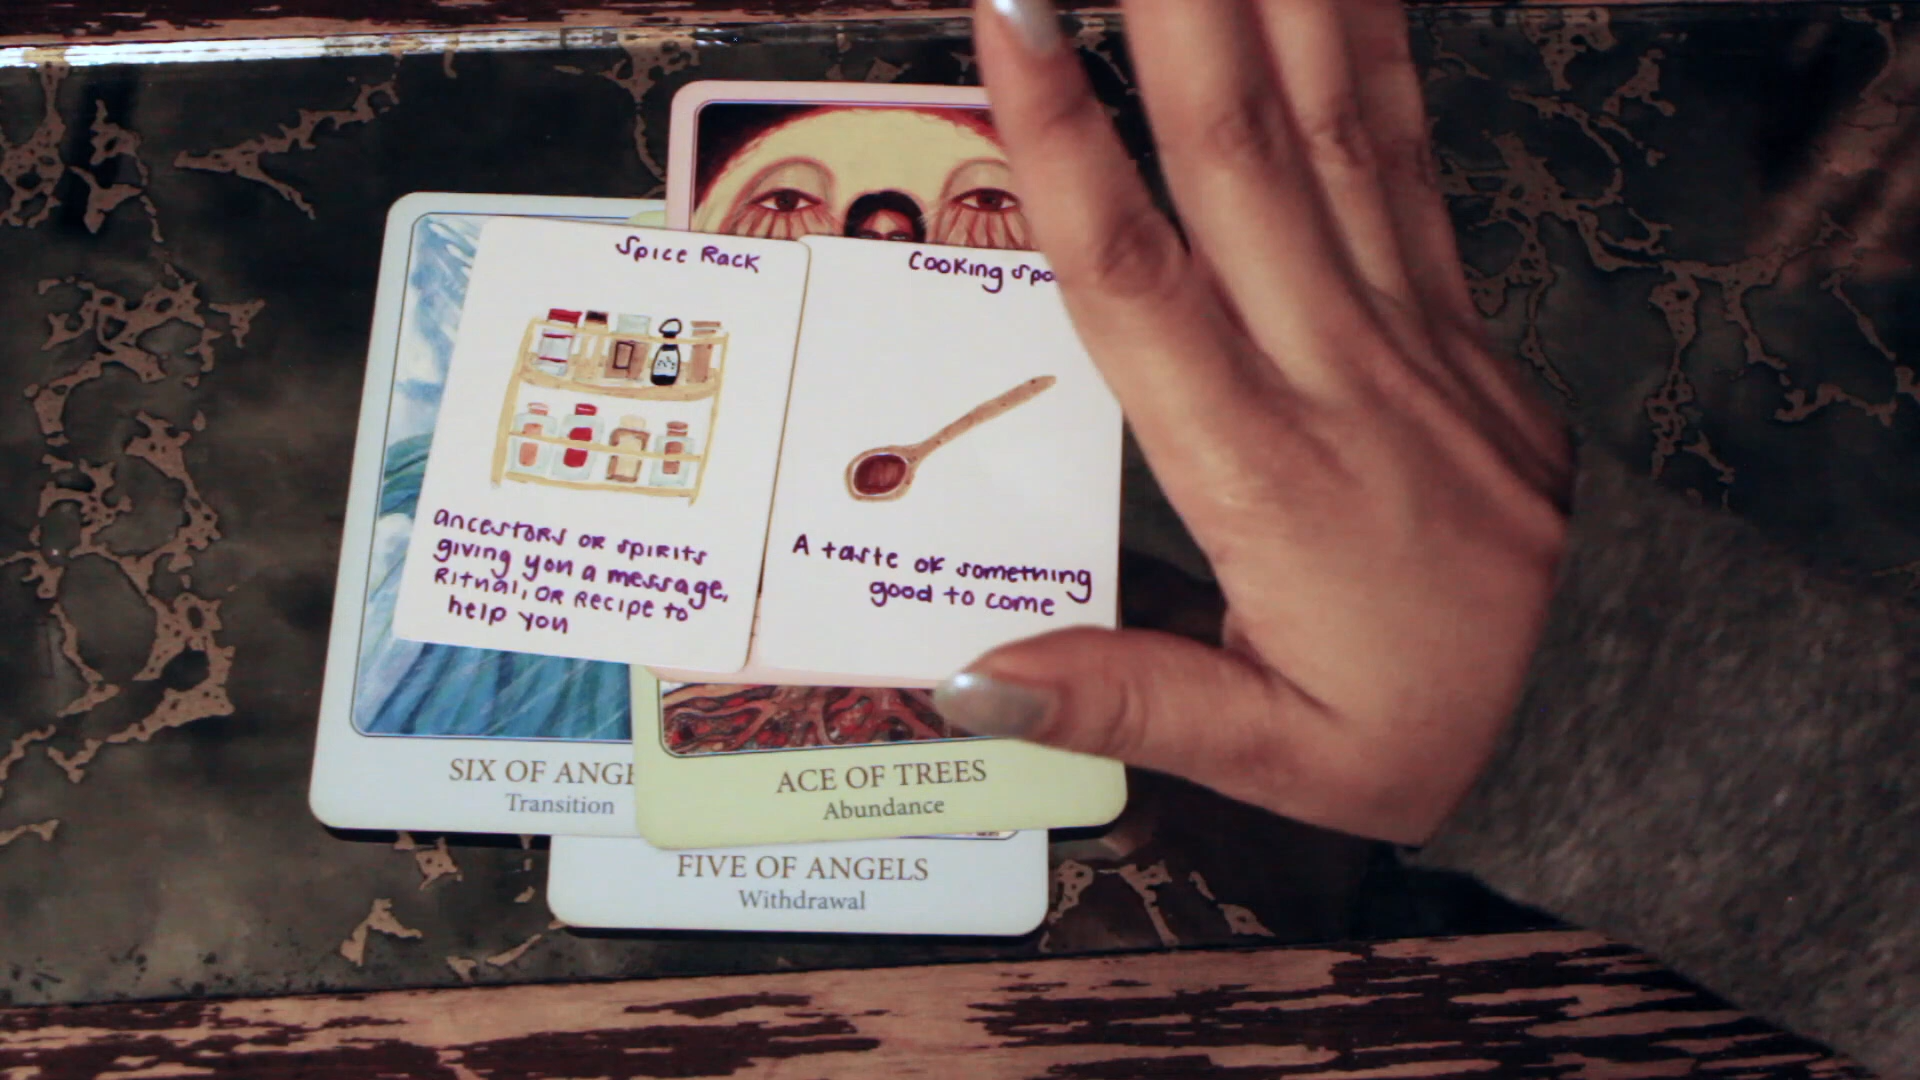 Spice Rack
ancestors or spirits
giving you a message,
Ritual, or Recipe to
help you
Cooking
A taste of something
good to come
SIX OF
Transition
ACE OF TREES
Abundance
FIVE OF ANGELS
Withdrawal